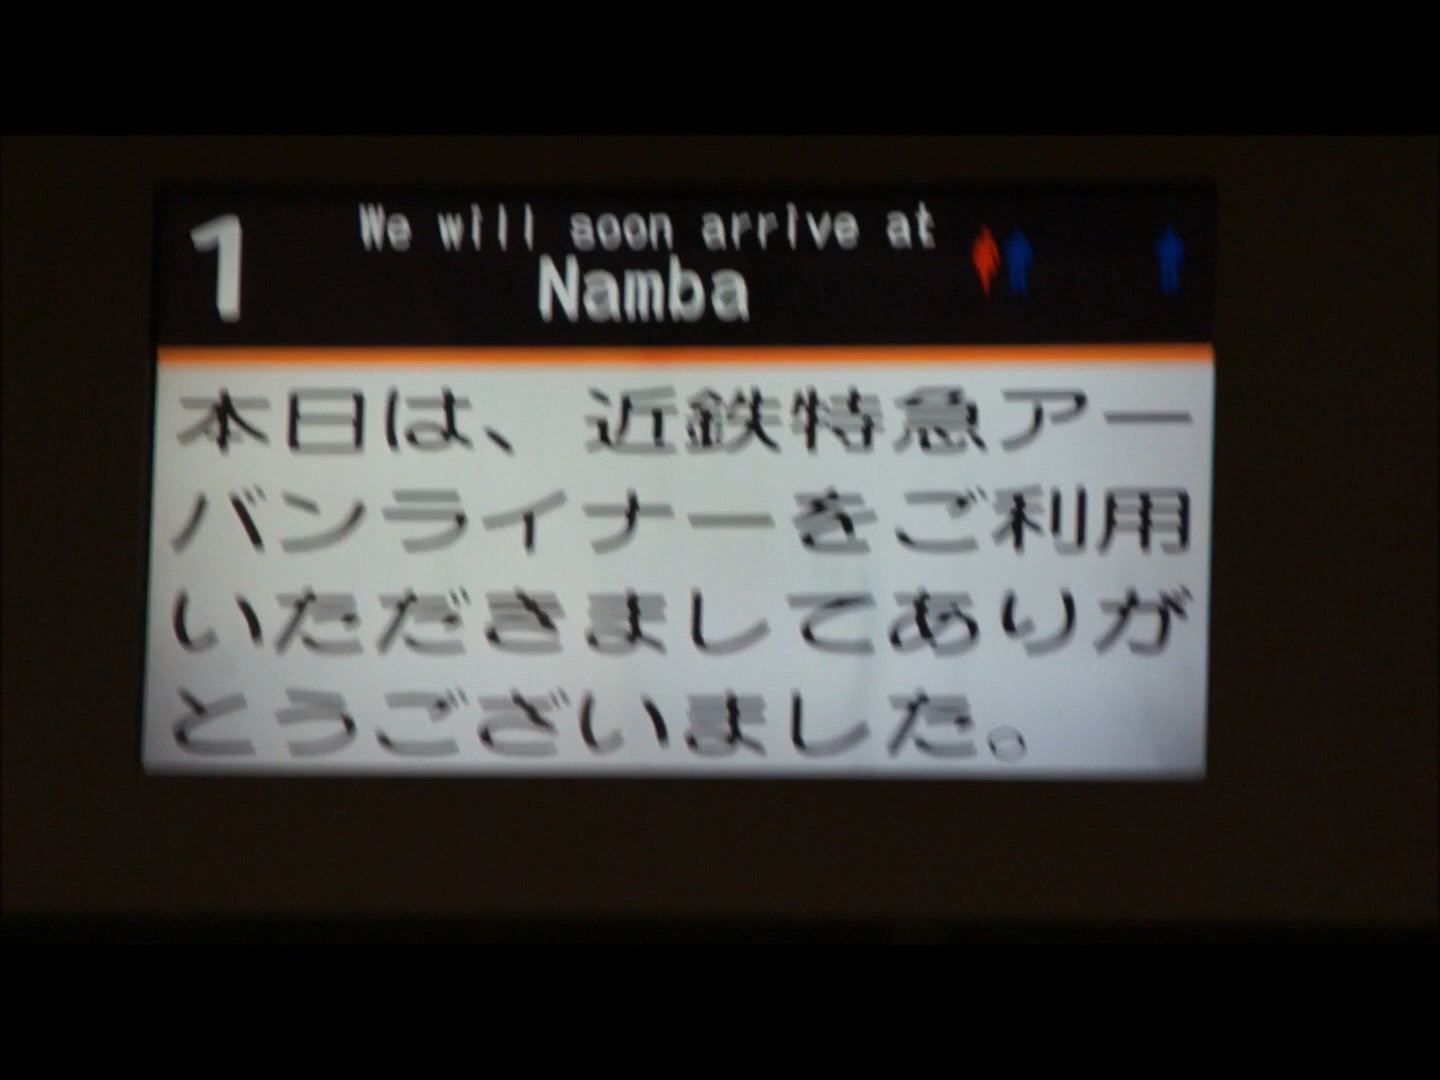 1
We will soon arrive at
Namba
本日は、近鉄特急アー
バンライナーをご利用
いただきましてありが
とうございました。